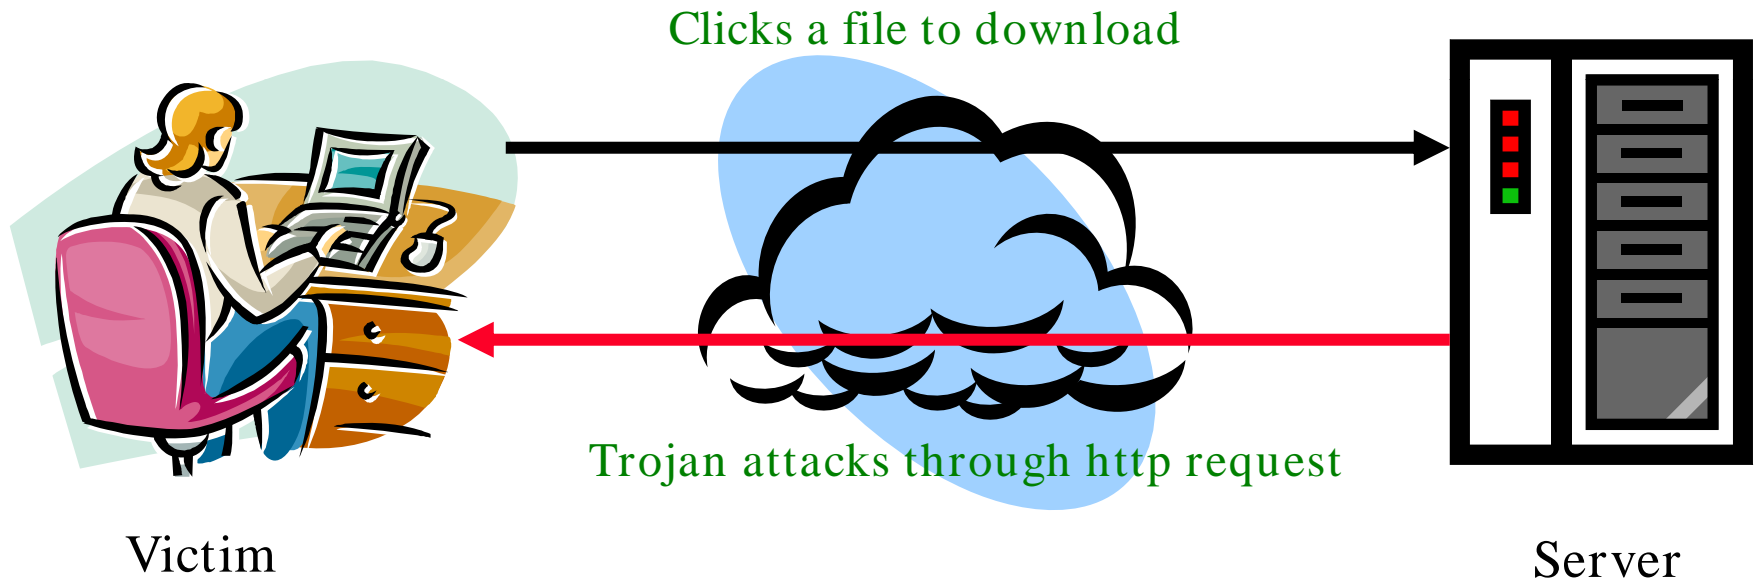 Clicks a file to download
Trojan attacks through http request
Victim
Server